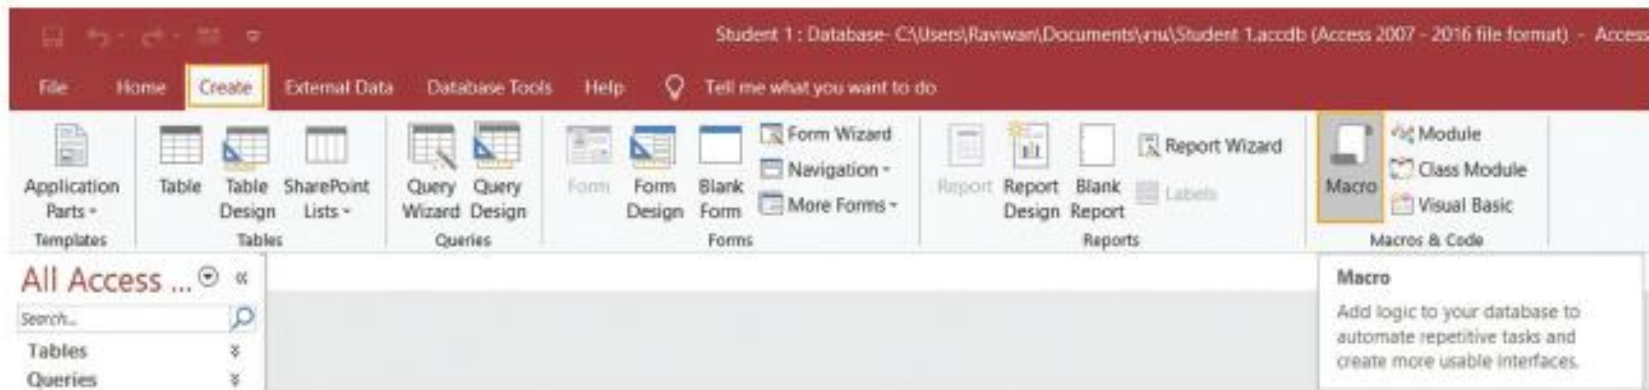 Student 1 : Database- C:\Users\Raviwan\Documents\งาน\Student 1.accdb (Access 2007 - 2016 file format) - Access
File Home Create External Data Database Tools Help Tell me what you want to do
Application Parts
Templates
Table
Table Design
SharePoint Lists
Tables
Query Wizard
Query Design
Queries
Form
Form Design
Blank Form
Form Wizard
Navigation
More Forms
Forms
Report
Report Design
Blank Report
Report Wizard
Labels
Reports
Macro
Module
Class Module
Visual Basic
Macros & Code
All Access ...
Search...
Tables
Queries
Macro
Add logic to your database to
automate repetitive tasks and
create more usable interfaces.